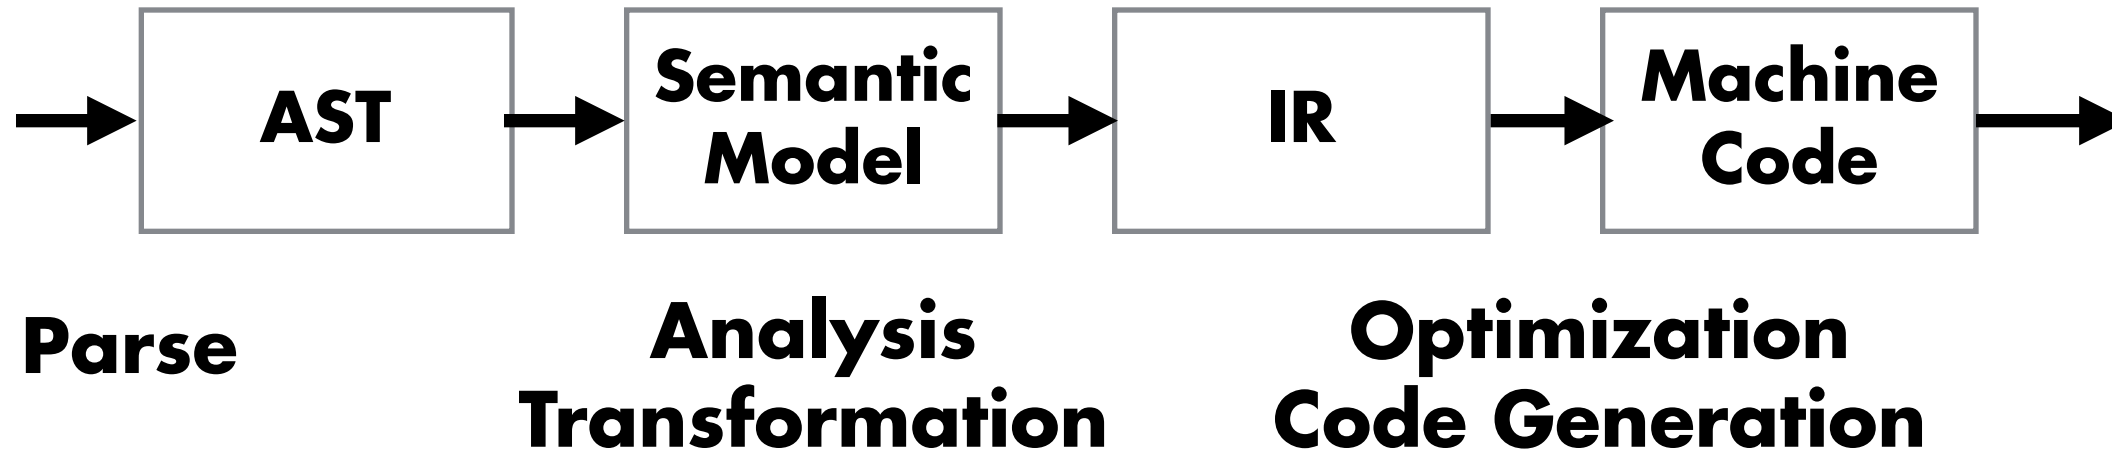 AST
Semantic
Model
IR
Machine
Code
Parse
Analysis
Transformation
Optimization
Code Generation